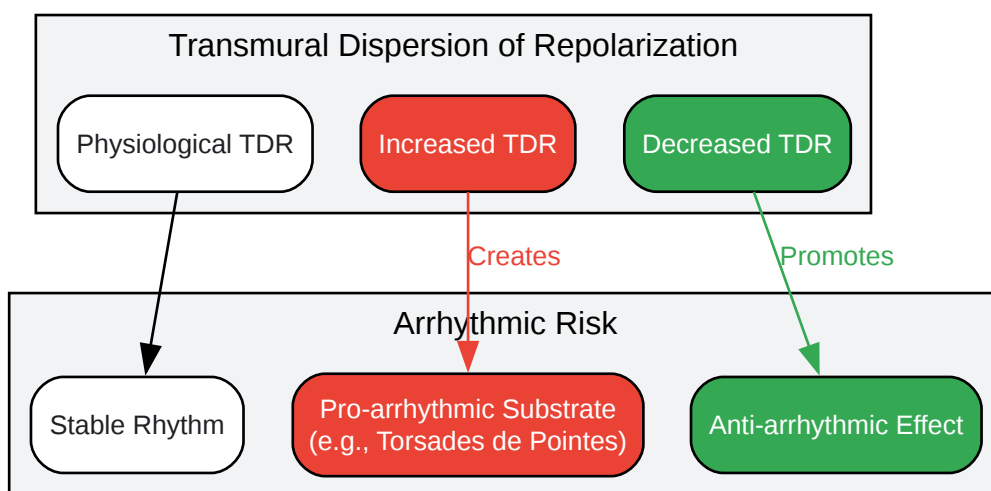 Transmural Dispersion of Repolarization
Physiological TDR
Increased TDR
Decreased TDR
Creates
Promotes
Arrhythmic Risk
Stable Rhythm
Pro-arrhythmic Substrate
(e.g., Torsades de Pointes)
Anti-arrhythmic Effect